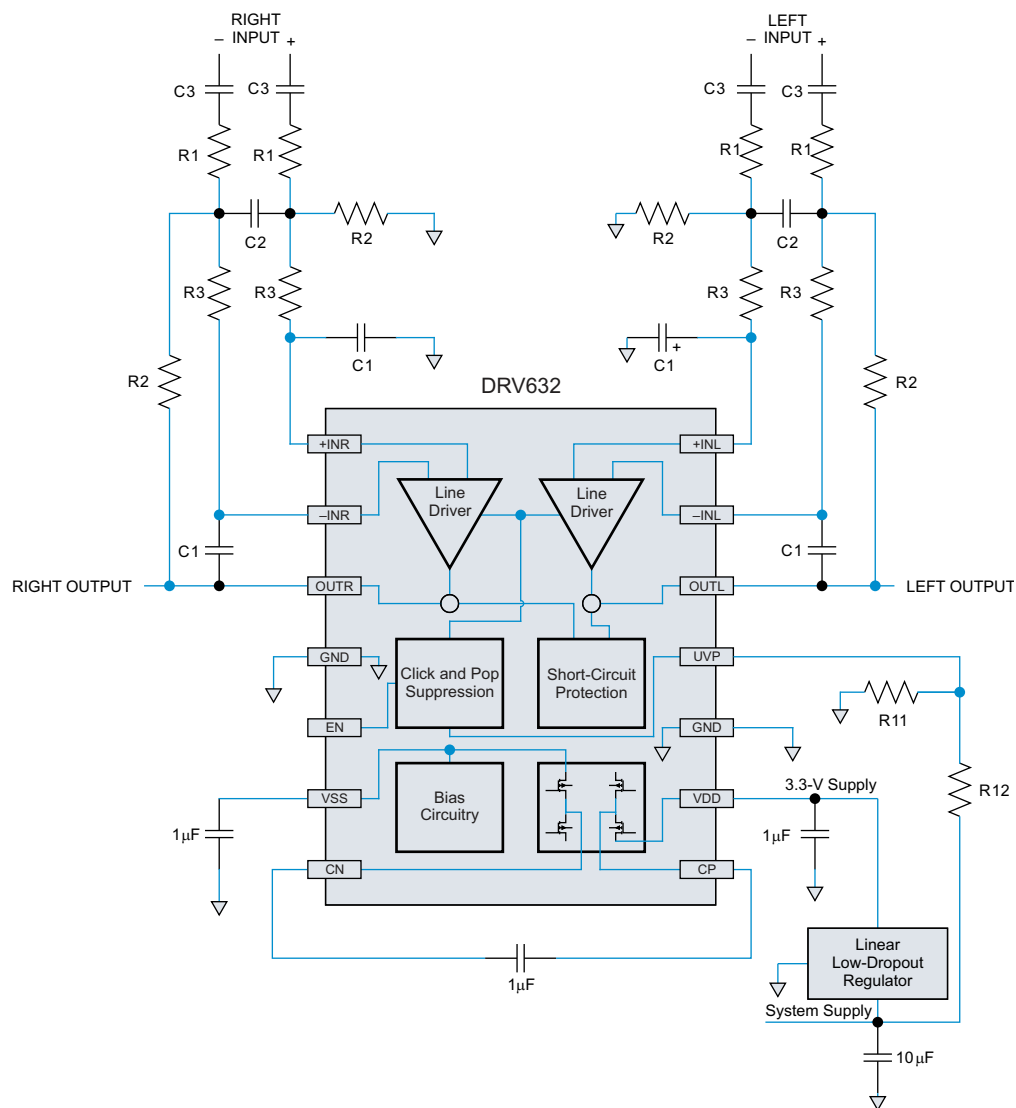 RIGHT
INPUT
– +
LEFT
INPUT
– +
C3
C3
C3
C3
R1
R1
R1
R1
C2
R2
R2
C2
R3
R3
R3
R3
C1
C1
+
R2
R2
DRV632
+INR
+INL
Line
Driver
Line
Driver
–INR
–INL
C1
C1
RIGHT OUTPUT
OUTR
OUTL
LEFT OUTPUT
GND
UVP
Click and Pop
Suppression
Short-Circuit
Protection
R11
EN
GND
R12
3.3-V Supply
VSS
Bias
Circuitry
VDD
1µF
1µF
CN
CP
1µF
Linear
Low-Dropout
Regulator
System Supply
10µF